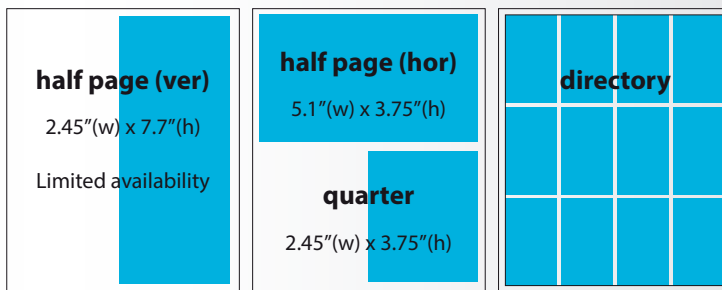 half page (ver)
2.45”(w) x 7.7”(h)
Limited availability
half page (hor)
5.1”(w) x 3.75”(h)
quarter
2.45”(w) x 3.75”(h)
directory